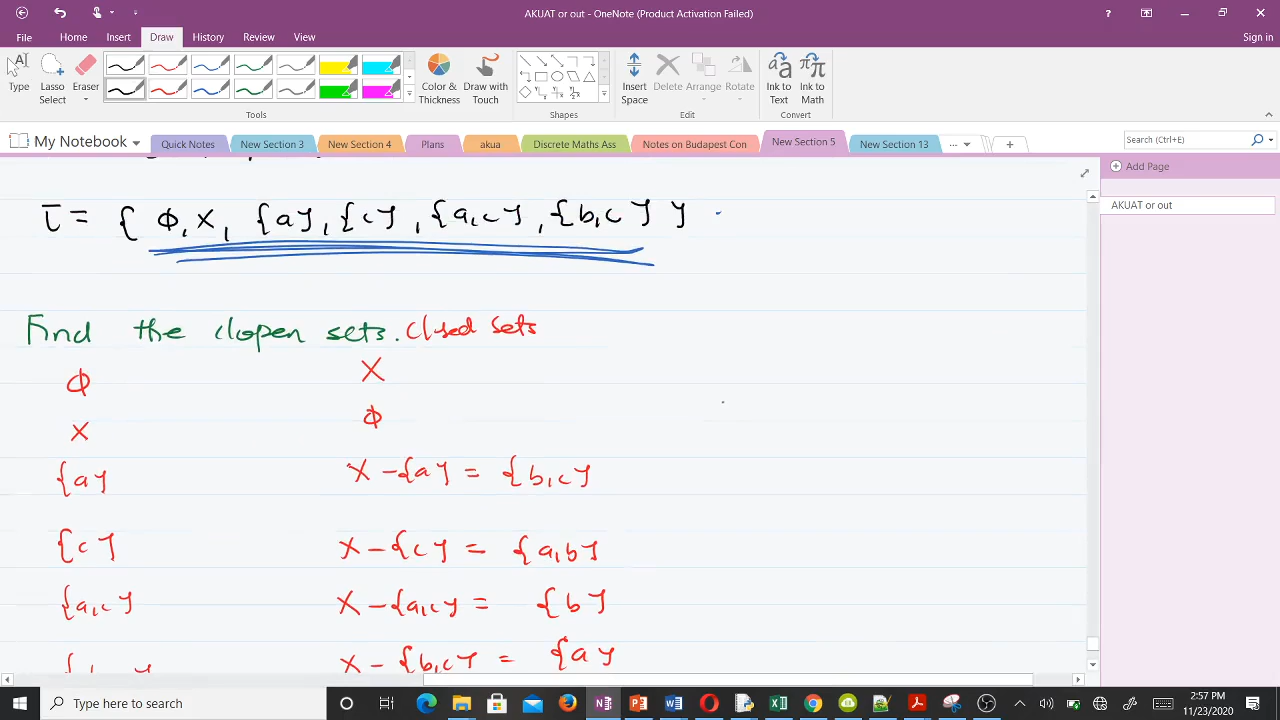 AKUAT or out - OneNote (Product Activation Failed)
File Home Insert Draw History Review View Sign in
Type Lasso Select Eraser Color & Thickness Draw with Touch Insert Space Delete Arrange Rotate Ink to Text Ink to Math
Tools Shapes Edit Convert
My Notebook Quick Notes New Section 3 New Section 4 Plans akua Discrete Maths Ass Notes on Budapest Con New Section 5 New Section 13 ... Search (Ctrl+E)
Add Page
AKUAT or out
τ = { ϕ, X, {a}, {c}, {a,c}, {b,c} }
Find the clopen sets. Closed sets
ϕ X
X ϕ
{a} X - {a} = {b,c}
{c} X - {c} = {a,b}
{a,c} X - {a,c} = {b}
X - {b,c} = {a}
Type here to search
2:57 PM
11/23/2020